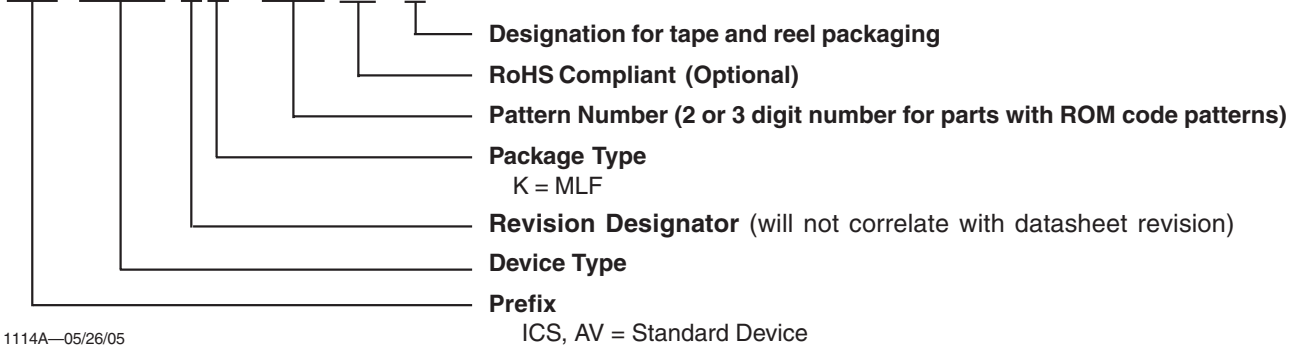 Designation for tape and reel packaging
RoHS Compliant (Optional)
Pattern Number (2 or 3 digit number for parts with ROM code patterns)
Package Type
K = MLF
Revision Designator (will not correlate with datasheet revision)
Device Type
Prefix
ICS, AV = Standard Device
1114A—05/26/05